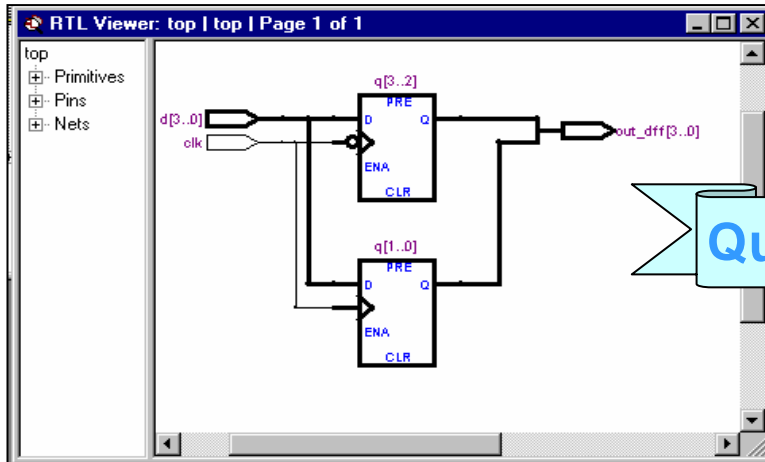 RTL Viewer: top | top | Page 1 of 1
top
Primitives
Pins
Nets
q[3..2]
PRE
d[3..0]
D
Q
out_dff[3..0]
clk
ENA
CLR
Qu
q[1..0]
PRE
D
Q
ENA
CLR